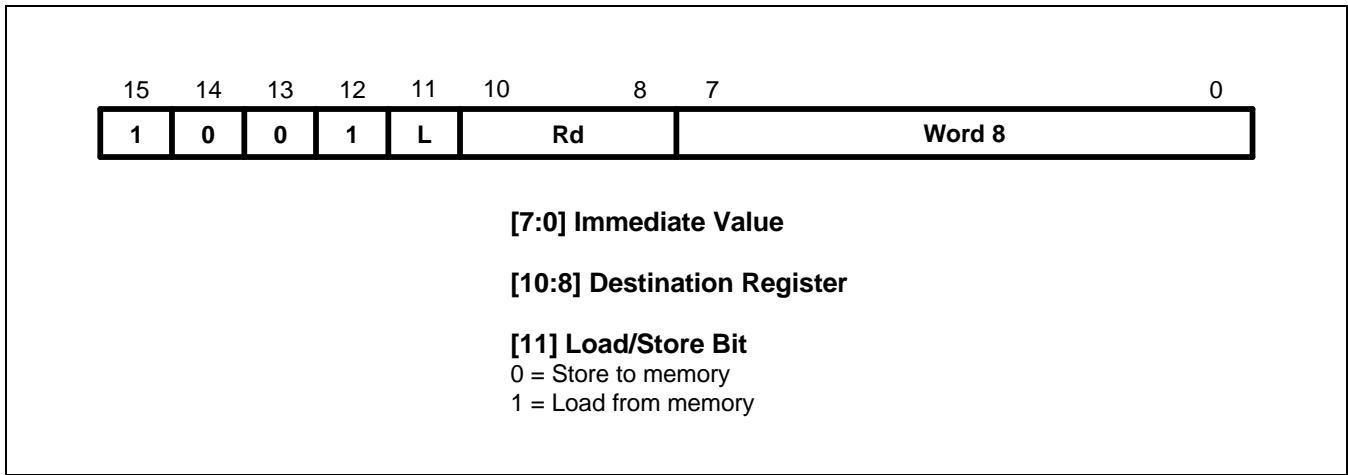 15 14 13 12 11 10 8 7 0
1 0 0 1 L Rd Word 8
[7:0] Immediate Value
[10:8] Destination Register
[11] Load/Store Bit
0 = Store to memory
1 = Load from memory